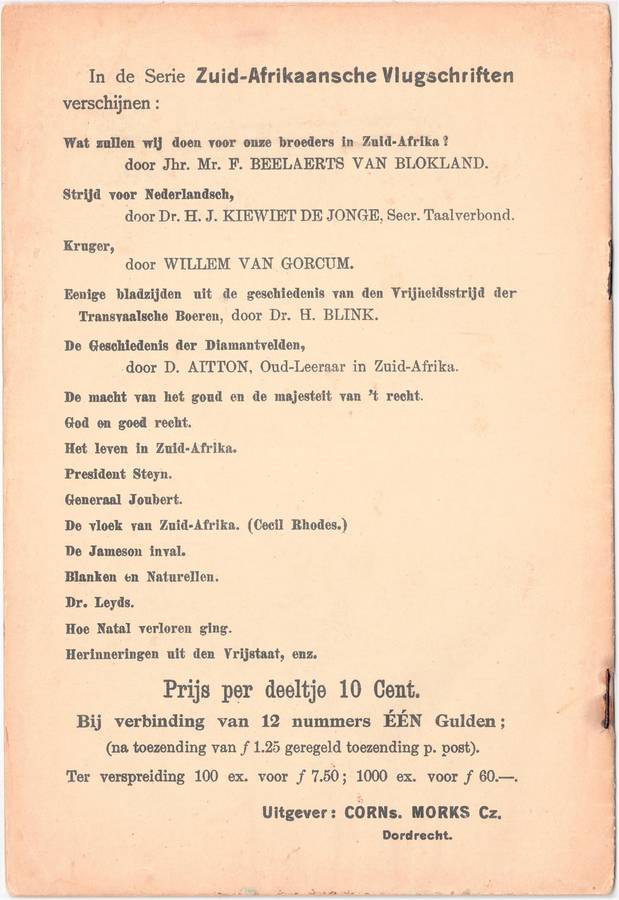 In de Serie Zuid-Afrikaansche Vlugschriften
verschijnen :
Wat zullen wij doen voor onze broeders in Zuid-Afrika ?
door Jhr. Mr. F. BEELAERTS VAN BLOKLAND.
Strijd voor Nederlandsch,
door Dr. H. J. KIEWIET DE JONGE, Secr. Taalverbond.
Kruger,
door WILLEM VAN GORCUM.
Eenige bladzijden uit de geschiedenis van den Vrijheidsstrijd der
Transvaalsche Boeren, door Dr. H. BLINK.
De Geschiedenis der Diamantvelden,
door D. AITTON, Oud-Leeraar in Zuid-Afrika.
De macht van het goud en de majesteit van 't recht.
God en goed recht.
Het leven in Zuid-Afrika.
President Steyn.
Generaal Joubert.
De vloek van Zuid-Afrika. (Cecil Rhodes.)
De Jameson inval.
Blanken en Naturellen.
Dr. Leyds.
Hoe Natal verloren ging.
Herinneringen uit den Vrijstaat, enz.
Prijs per deeltje 10 Cent.
Bij verbinding van 12 nummers ÉÉN Gulden ;
(na toezending van ƒ 1.25 geregeld toezending p. post).
Ter verspreiding 100 ex. voor ƒ 7.50 ; 1000 ex. voor ƒ 60.—.
Uitgever : CORNs. MORKS Cz.
Dordrecht.